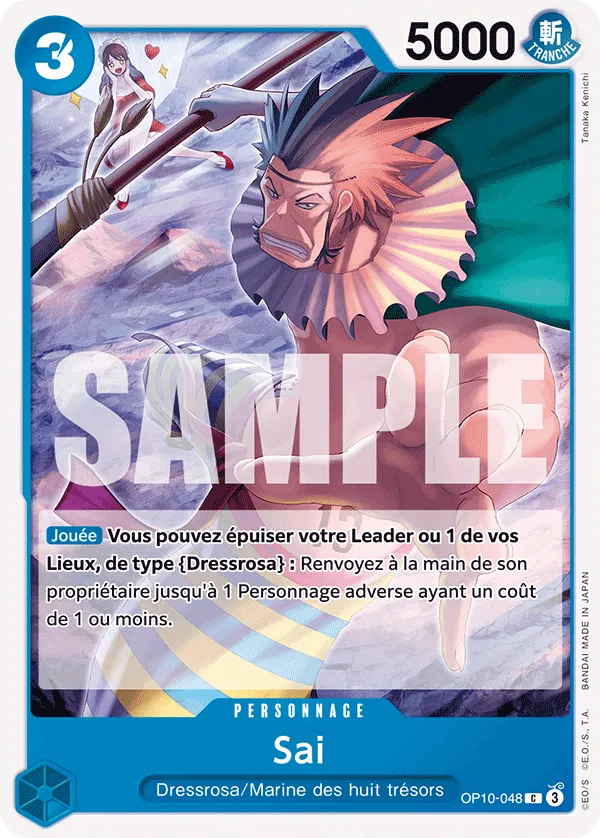 3
5000
斬
TRANCHE
Tanaka Kenichi
SAMPLE
Jouée Vous pouvez épuiser votre Leader ou 1 de vos
Lieux, de type {Dressrosa} : Renvoyez à la main de son
propriétaire jusqu'à 1 Personnage adverse ayant un coût
de 1 ou moins.
15
PERSONNAGE
Sai
Dressrosa/Marine des huit trésors
OP10-048 C 3
©E.O/S ©E.O./S., T.A. BANDAI MADE IN JAPAN